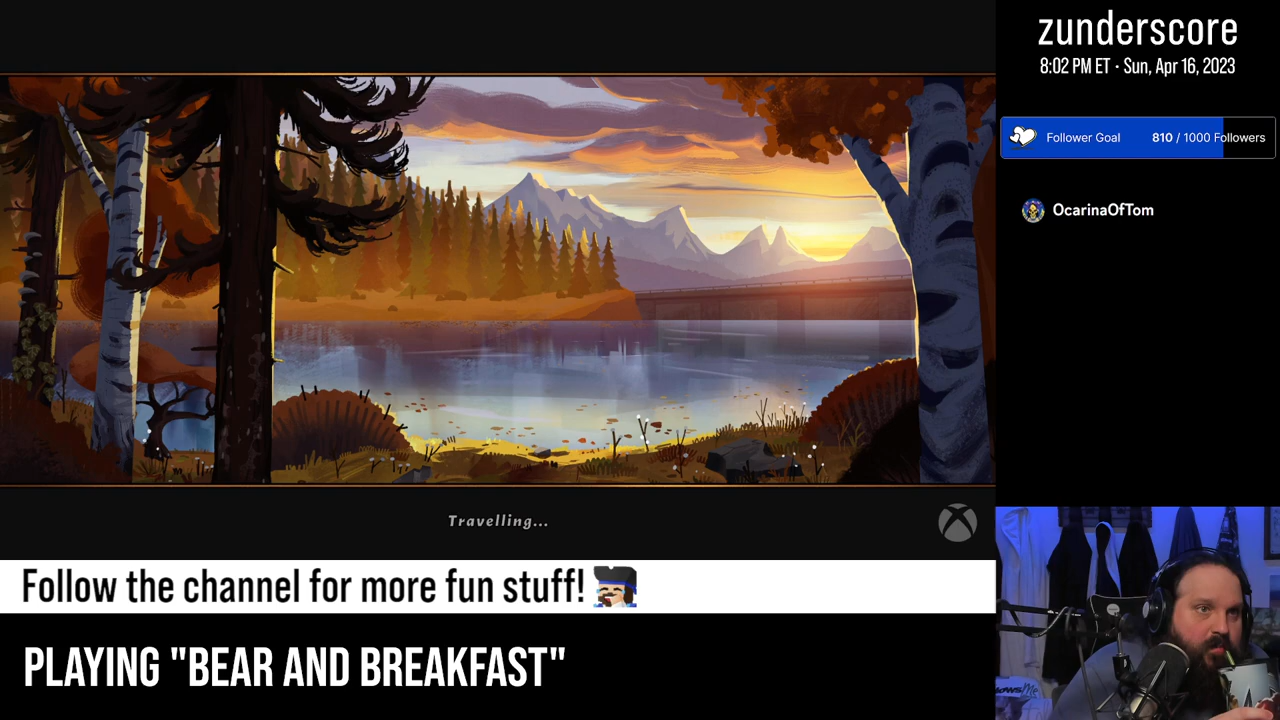 zunderscore
8:02 PM ET · Sun, Apr 16, 2023
Follower Goal 810 / 1000 Followers
OcarinaOfTom
Travelling...
Follow the channel for more fun stuff!
PLAYING "BEAR AND BREAKFAST"